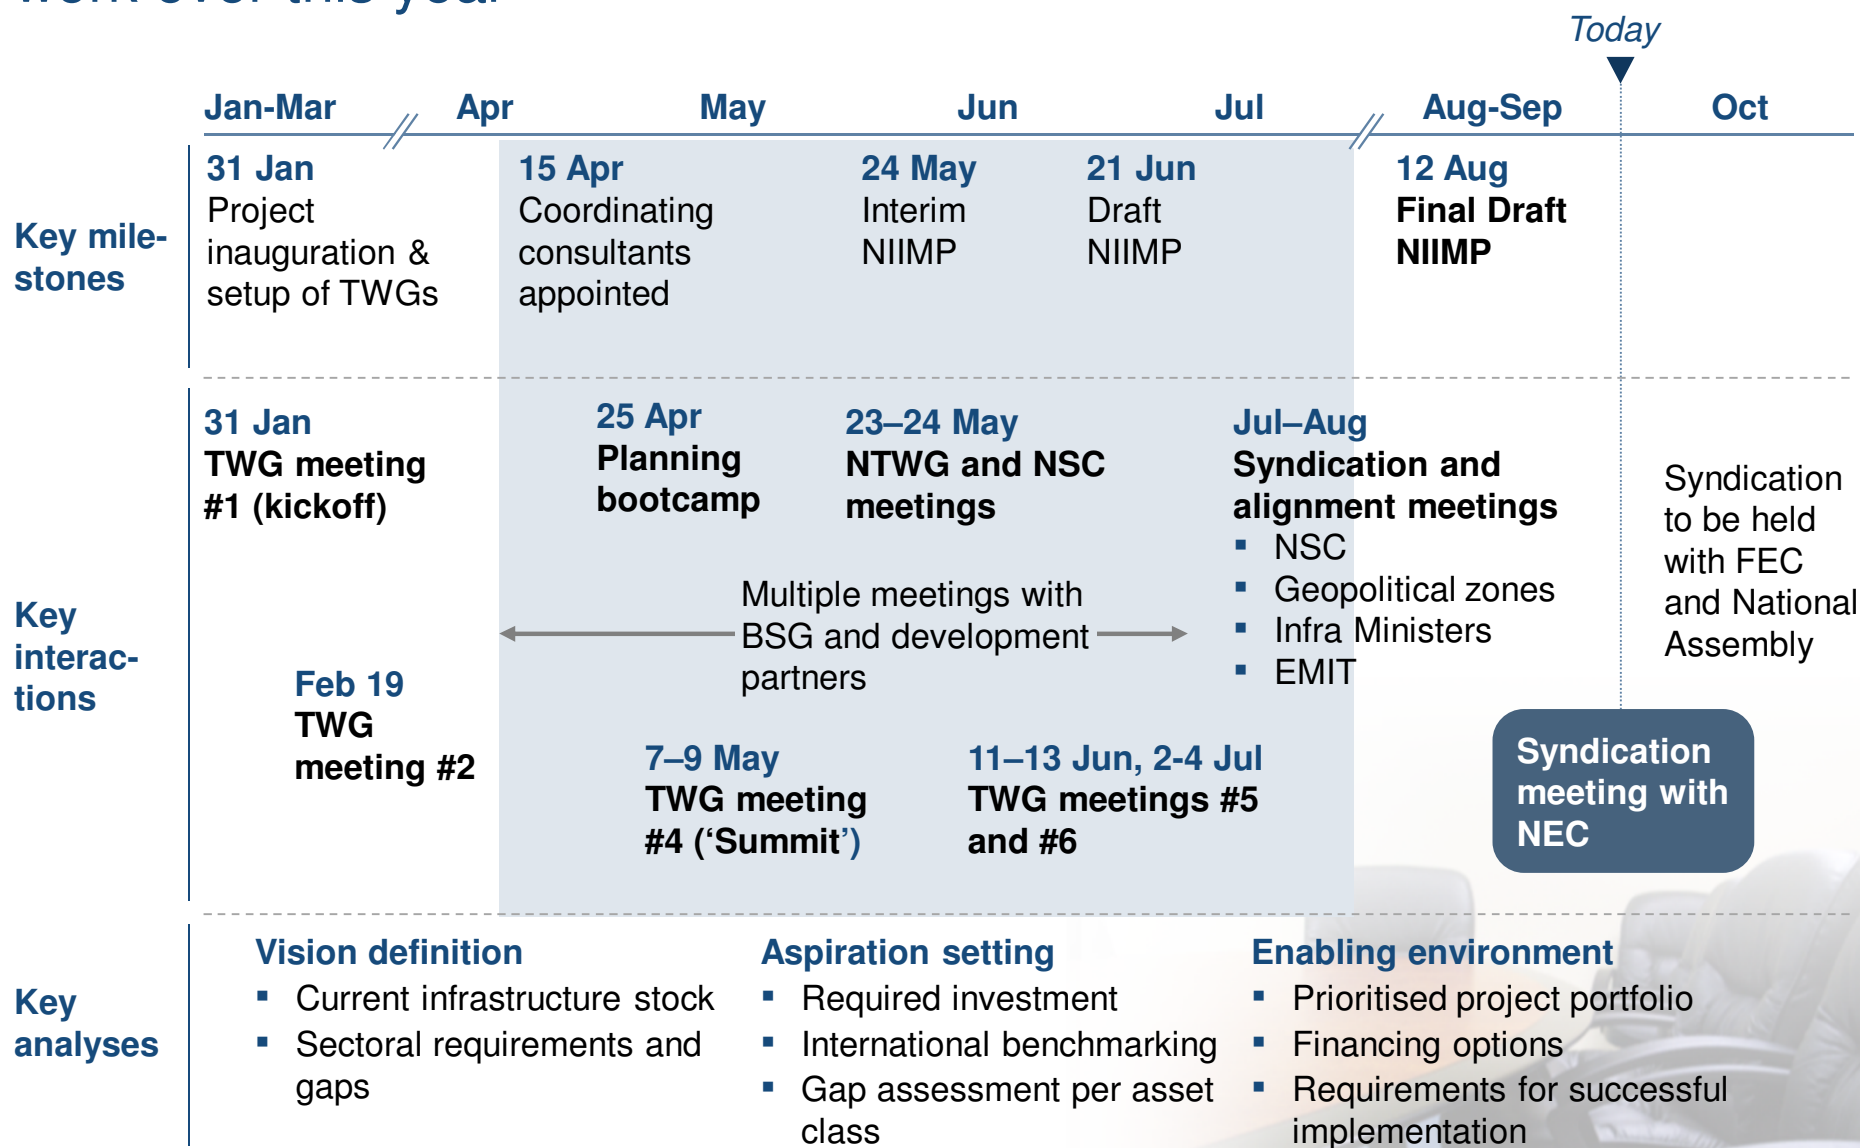 work over this year
Today
Jan-Mar
Apr
May
Jun
Jul
Aug-Sep
Oct
Key mile-
stones
31 Jan
Project
inauguration &
setup of TWGs
15 Apr
Coordinating
consultants
appointed
24 May
Interim
NIIMP
21 Jun
Draft
NIIMP
12 Aug
Final Draft
NIIMP
Key
interac-
tions
31 Jan
TWG meeting
#1 (kickoff)
Feb 19
TWG
meeting #2
25 Apr
Planning
bootcamp
23–24 May
NTWG and NSC
meetings
Multiple meetings with
BSG and development
partners
7–9 May
TWG meeting
#4 (‘Summit’)
11–13 Jun, 2-4 Jul
TWG meetings #5
and #6
Jul–Aug
Syndication and
alignment meetings
▪ NSC
▪ Geopolitical zones
▪ Infra Ministers
▪ EMIT
Syndication
to be held
with FEC
and National
Assembly
Syndication
meeting with
NEC
Key
analyses
Vision definition
▪ Current infrastructure stock
▪ Sectoral requirements and
gaps
Aspiration setting
▪ Required investment
▪ International benchmarking
▪ Gap assessment per asset
class
Enabling environment
▪ Prioritised project portfolio
▪ Financing options
▪ Requirements for successful
implementation